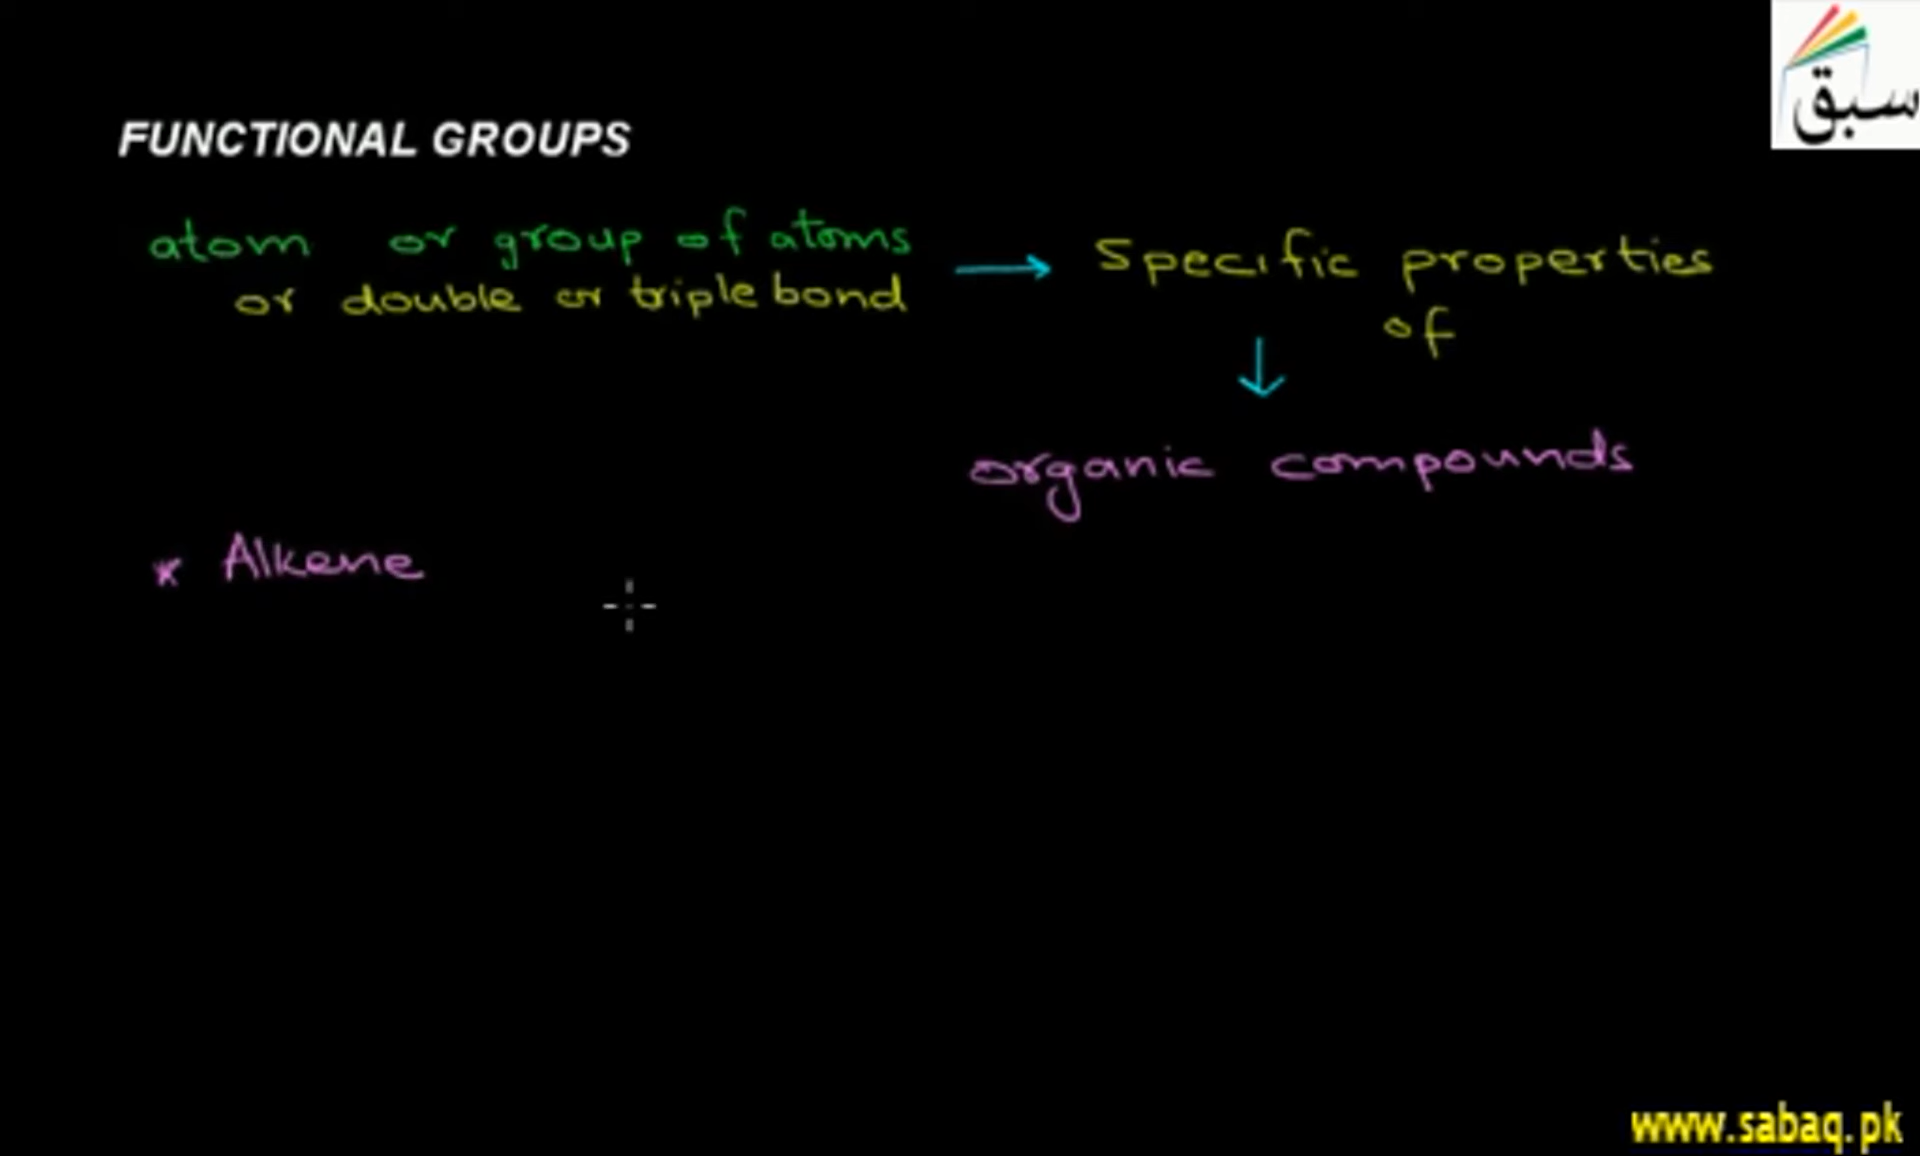 سبق
FUNCTIONAL GROUPS
atom or group of atoms
or double or triple bond
→ Specific properties
of
↓
organic compounds
* Alkene
www.sabaq.pk